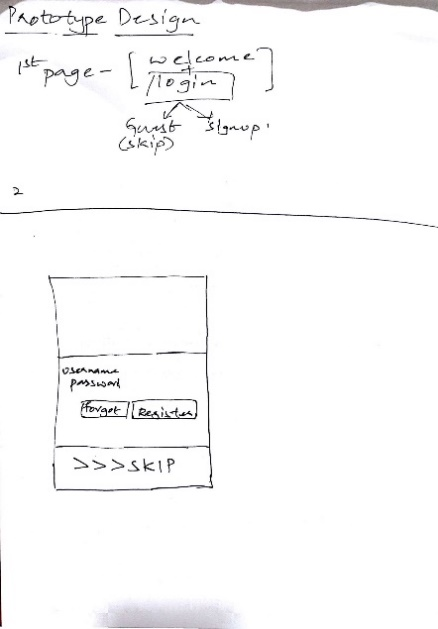 Prototype Design
1st page - [ welcome
+
/login ]
Guest signup.
(skip)
2
username
password
forgot Register
>>>SKIP